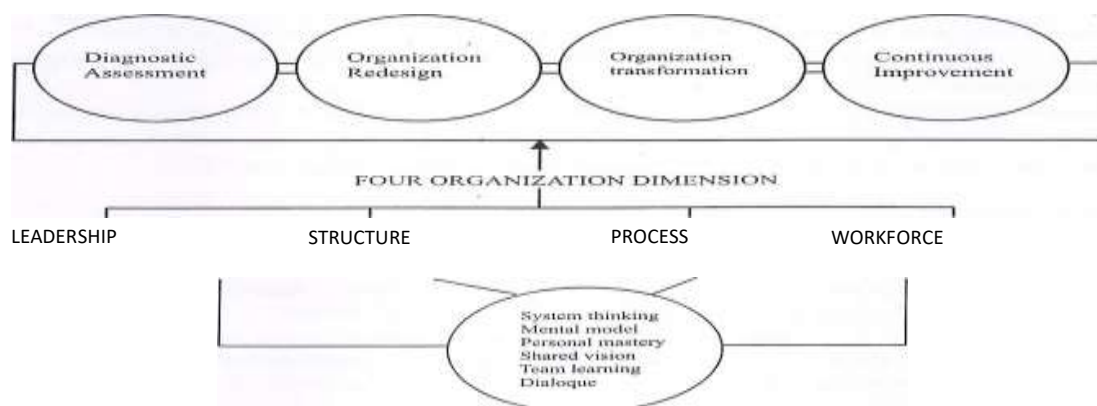 Diagnostic
Assessment
Organization
Redesign
Organization
transformation
Continuous
Improvement
FOUR ORGANIZATION DIMENSION
LEADERSHIP
STRUCTURE
PROCESS
WORKFORCE
System thinking
Mental model
Personal mastery
Shared vision
Team learning
Dialoque